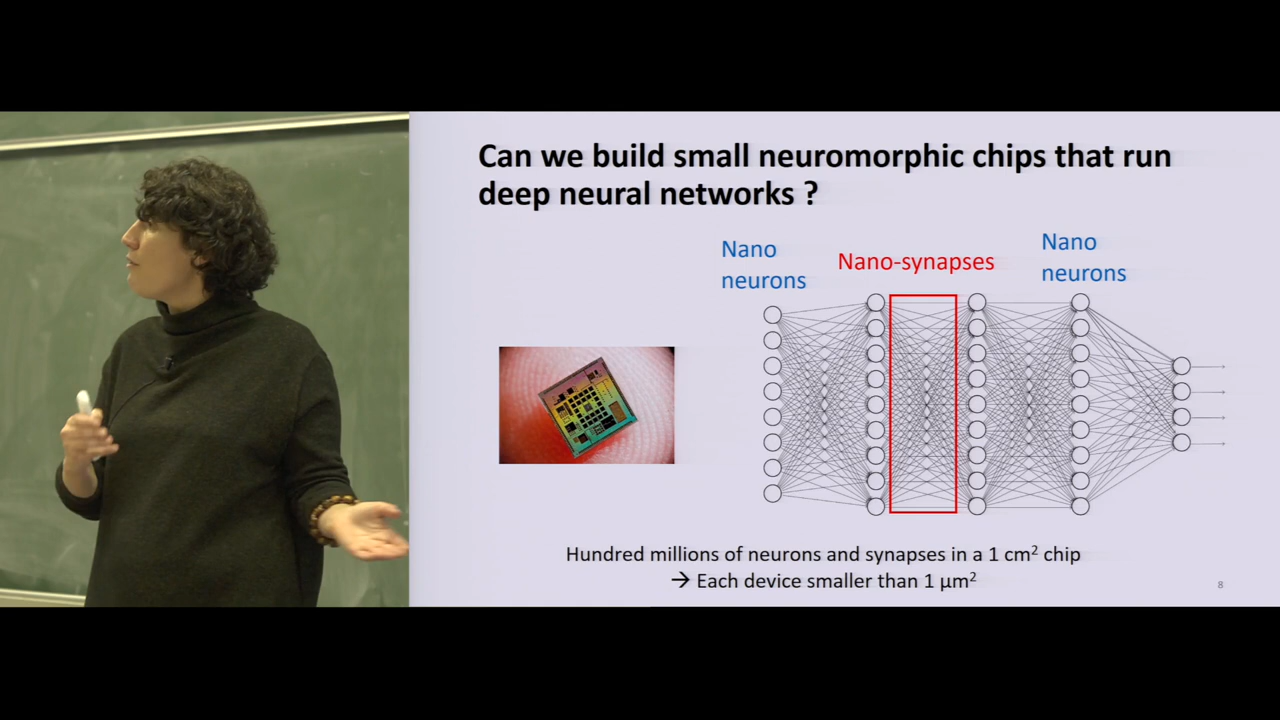 Can we build small neuromorphic chips that run
deep neural networks ?
Nano
neurons
Nano-synapses
Nano
neurons
Hundred millions of neurons and synapses in a 1 cm² chip
→ Each device smaller than 1 µm²
8